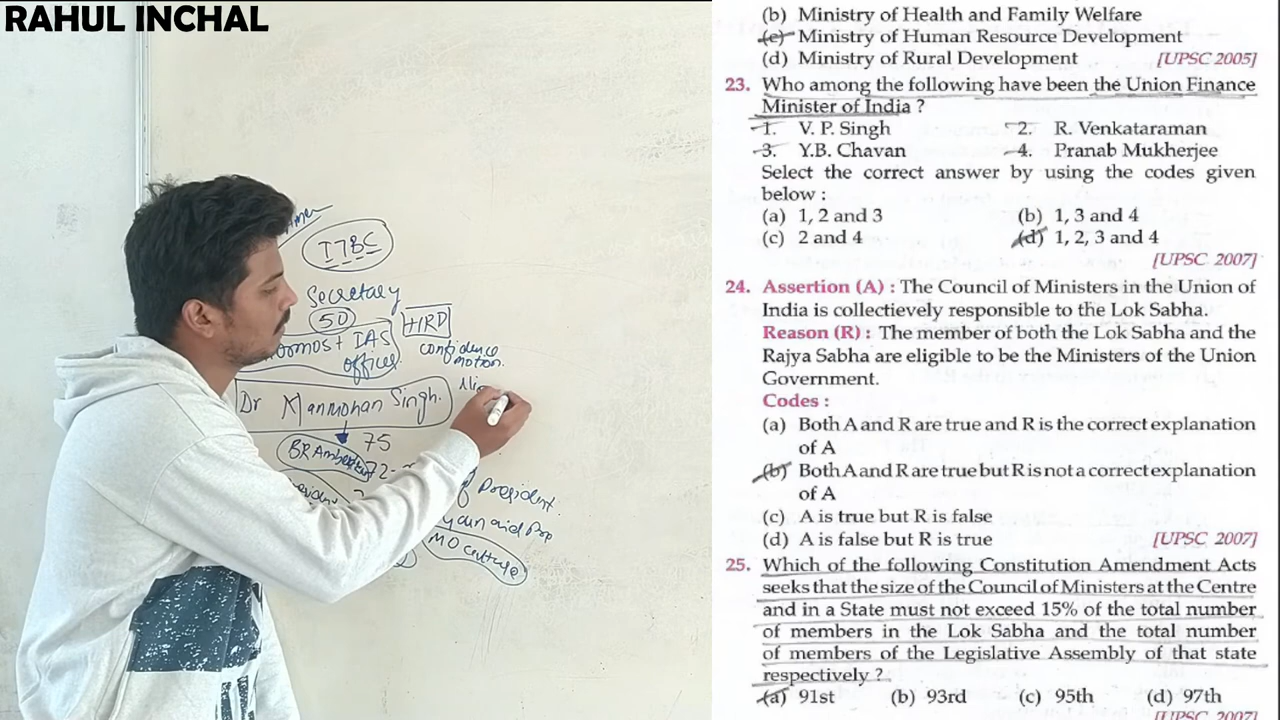 RAHUL INCHAL
ITBC
Secretary
50
HRD
+ IAS
confidence
motion.
offices
Dr Manmohan Singh.
75
BR Ambedkar
72-
President.
MO Culture
(b) Ministry of Health and Family Welfare
(c) Ministry of Human Resource Development
(d) Ministry of Rural Development [UPSC 2005]
23. Who among the following have been the Union Finance
Minister of India ?
1. V. P. Singh 2. R. Venkataraman
3. Y.B. Chavan 4. Pranab Mukherjee
Select the correct answer by using the codes given
below :
(a) 1, 2 and 3 (b) 1, 3 and 4
(c) 2 and 4 (d) 1, 2, 3 and 4
[UPSC 2007]
24. Assertion (A) : The Council of Ministers in the Union of
India is collectievely responsible to the Lok Sabha.
Reason (R) : The member of both the Lok Sabha and the
Rajya Sabha are eligible to be the Ministers of the Union
Government.
Codes :
(a) Both A and R are true and R is the correct explanation
of A
(b) Both A and R are true but R is not a correct explanation
of A
(c) A is true but R is false
(d) A is false but R is true [UPSC 2007]
25. Which of the following Constitution Amendment Acts
seeks that the size of the Council of Ministers at the Centre
and in a State must not exceed 15% of the total number
of members in the Lok Sabha and the total number
of members of the Legislative Assembly of that state
respectively ?
(a) 91st (b) 93rd (c) 95th (d) 97th
[UPSC 2007]